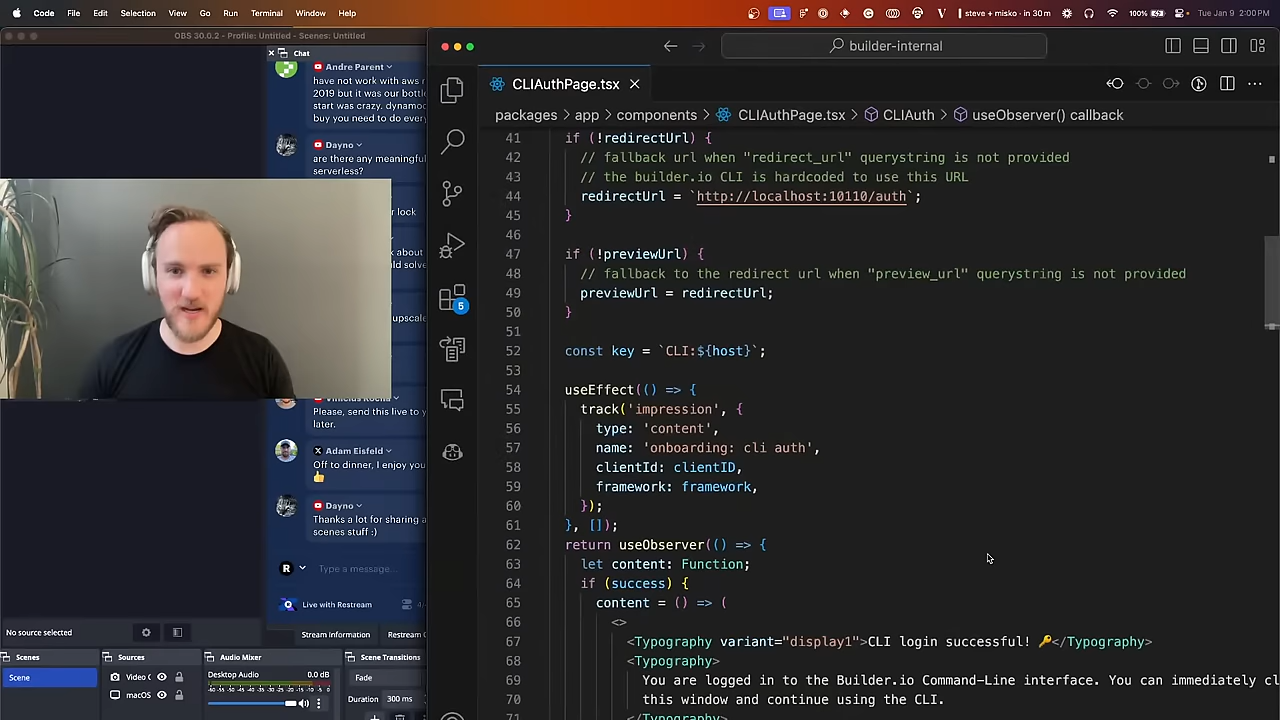 Code File Edit Selection View Go Run Terminal Window Help
steve + misko • in 30 m 100% Tue Jan 9 2:00 PM
OBS 30.0.2 - Profile: Untitled - Scenes: Untitled
Chat
Andre Parent
have not work with aws r
2019 but it was our bottl
start was crazy. dynamod
buy you need to do every
Dayno
are there any meaningful
serverless?
or lock
k about
uld solve
upscale
Please, send this live to y
later.
Adam Eisfeld
Off to dinner, I enjoy you
👍
Dayno
Thanks a lot for sharing a
scenes stuff :)
R Type a message...
Live with Restream
Stream Information Restream C
No source selected
Scenes Sources Audio Mixer Scene Transitions
Scene
Video C
macOS
Desktop Audio 0.0 dB
Fade
Duration 300 ms
builder-internal
CLIAuthPage.tsx
packages > app > components > CLIAuthPage.tsx > CLIAuth > useObserver() callback
5
41 if (!redirectUrl) {
42 // fallback url when "redirect_url" querystring is not provided
43 // the builder.io CLI is hardcoded to use this URL
44 redirectUrl = `http://localhost:10110/auth`;
45 }
46
47 if (!previewUrl) {
48 // fallback to the redirect url when "preview_url" querystring is not provided
49 previewUrl = redirectUrl;
50 }
51
52 const key = `CLI:${host}`;
53
54 useEffect(() => {
55 track('impression', {
56 type: 'content',
57 name: 'onboarding: cli auth',
58 clientId: clientID,
59 framework: framework,
60 });
61 }, []);
62 return useObserver(() => {
63 let content: Function;
64 if (success) {
65 content = () => (
66 <>
67 <Typography variant="display1">CLI login successful! 🔑</Typography>
68 <Typography>
69 You are logged in to the Builder.io Command-Line interface. You can immediately cl
70 this window and continue using the CLI.
71 </Typography>